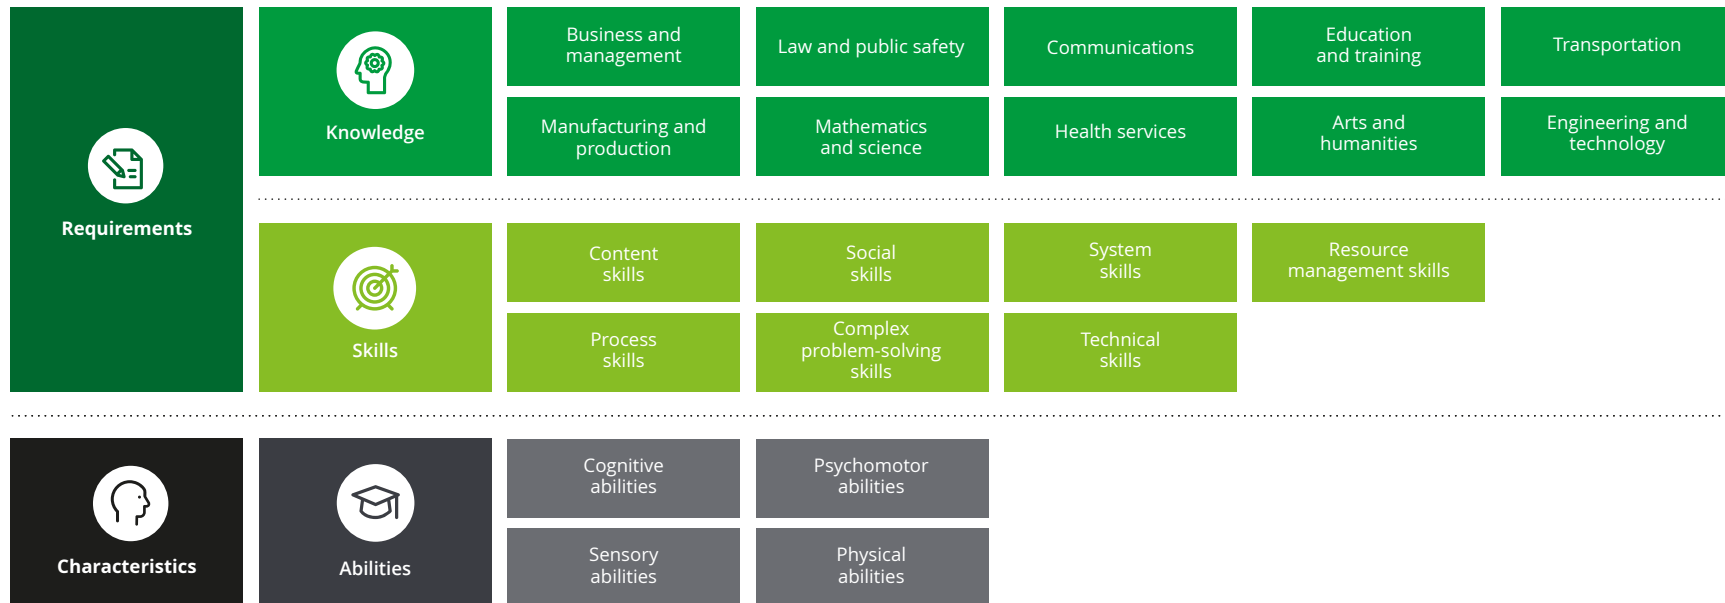 Requirements
Knowledge
Business and
management
Law and public safety
Communications
Education
and training
Transportation
Manufacturing and
production
Mathematics
and science
Health services
Arts and
humanities
Engineering and
technology
Skills
Content
skills
Social
skills
System
skills
Resource
management skills
Process
skills
Complex
problem-solving
skills
Technical
skills
Characteristics
Abilities
Cognitive
abilities
Psychomotor
abilities
Sensory
abilities
Physical
abilities